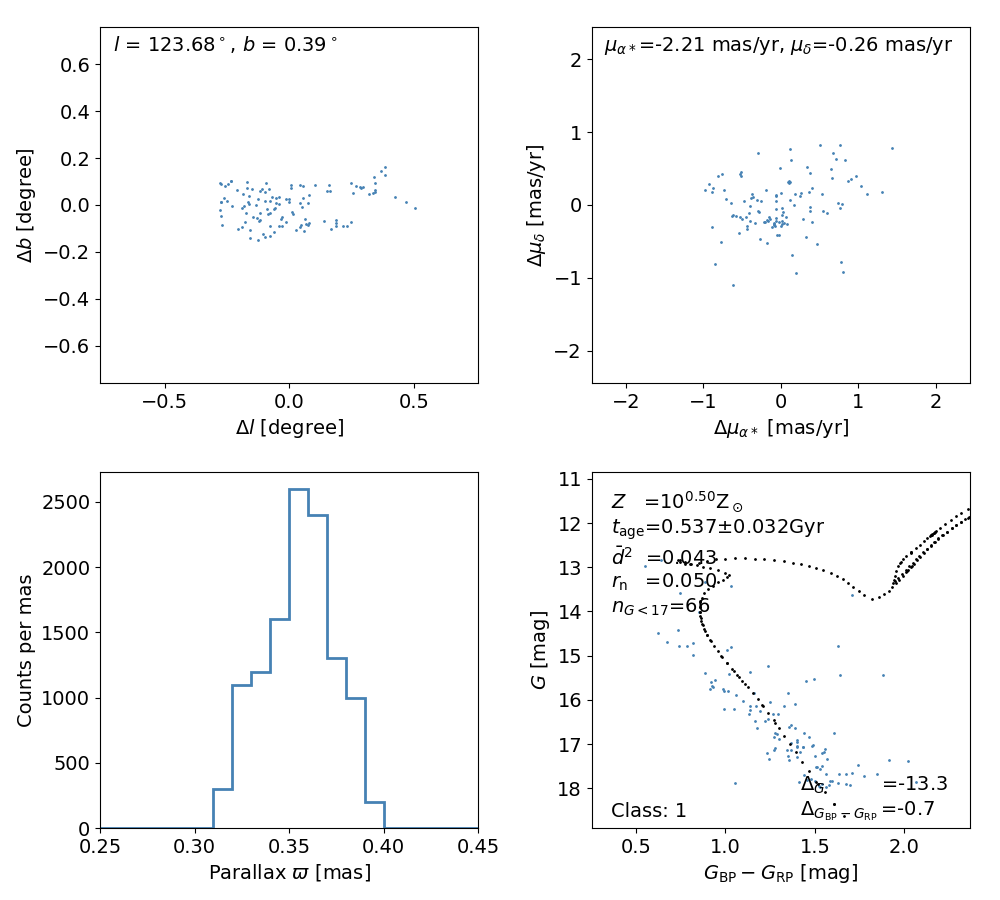 l = 123.68°, b = 0.39°
0.6
0.4
0.2
0.0
−0.2
−0.4
−0.6
Δb [degree]
−0.5 0.0 0.5
Δl [degree]
μα*=-2.21 mas/yr, μδ=-0.26 mas/yr
2
1
0
−1
−2
Δμδ [mas/yr]
−2 −1 0 1 2
Δμα* [mas/yr]
2500
2000
1500
1000
500
0
Counts per mas
0.25 0.30 0.35 0.40 0.45
Parallax ϖ [mas]
11
12
13
14
15
16
17
18
G [mag]
Z =10^0.50 Z⊙
t_age=0.537±0.032Gyr
d̄² =0.043
r_n =0.050
n_G<17=66
Δ_G =-13.3
Δ_G_BP−G_RP =-0.7
Class: 1
0.5 1.0 1.5 2.0
G_BP − G_RP [mag]